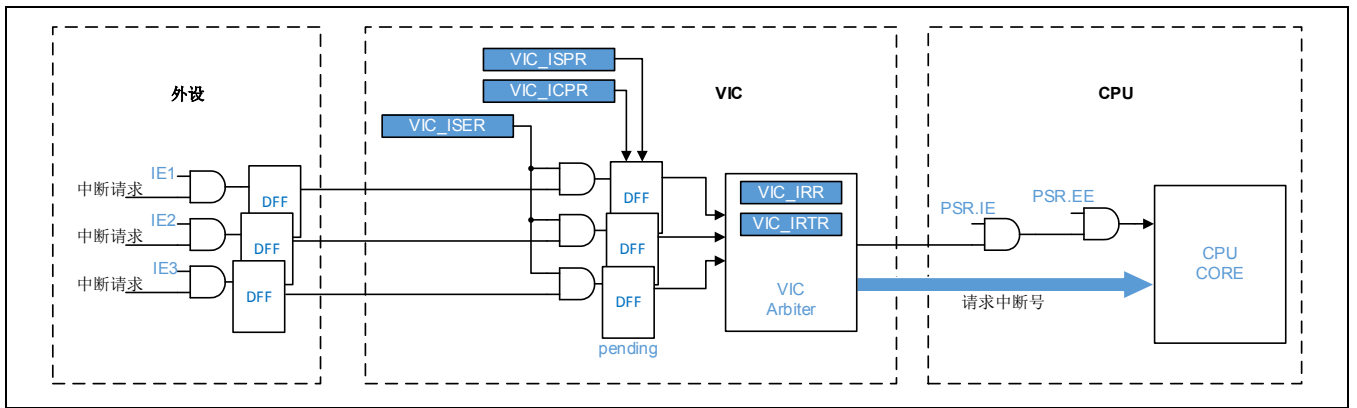 外设
VIC
CPU
VIC_ISPR
VIC_ICPR
VIC_ISER
IE1
中断请求
DFF
IE2
中断请求
DFF
IE3
中断请求
DFF
DFF
DFF
DFF
pending
VIC_IRR
VIC_IRTR
VIC
Arbiter
PSR.IE
PSR.EE
请求中断号
CPU
CORE